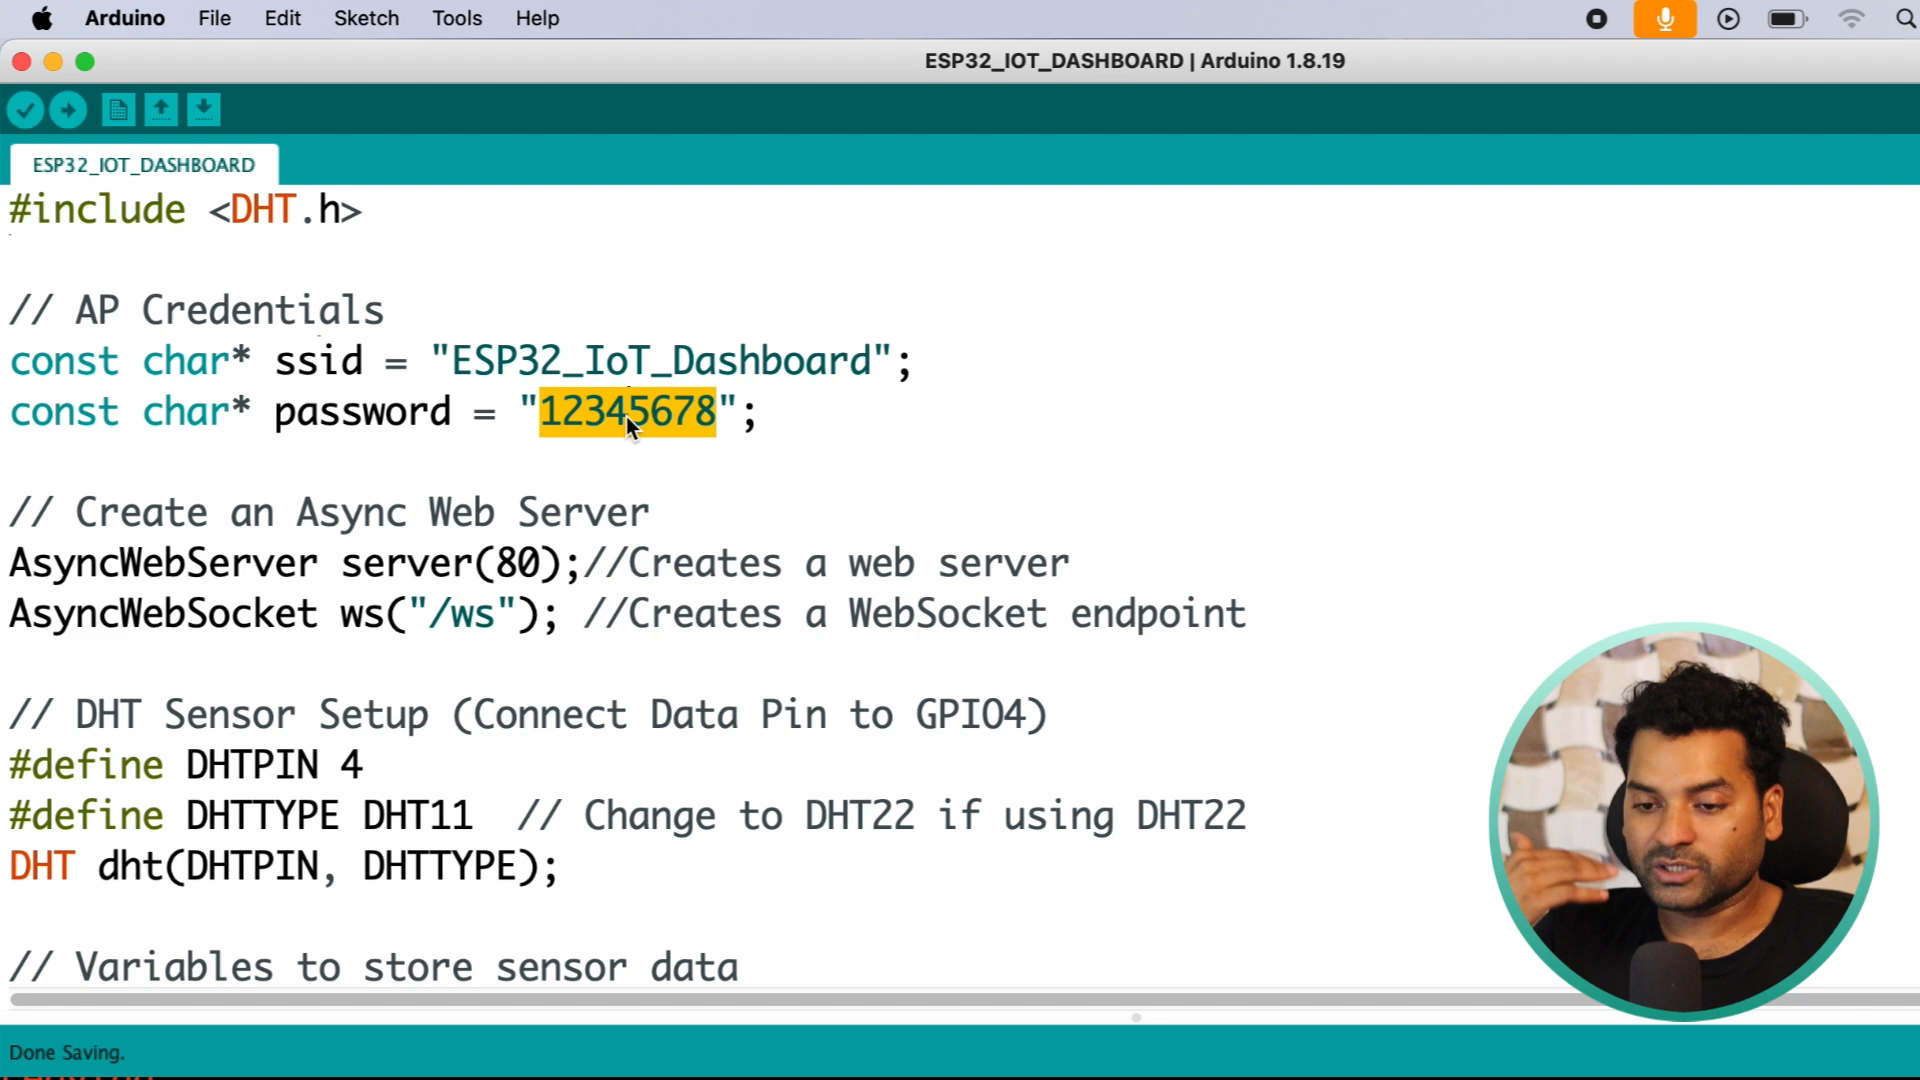 Arduino File Edit Sketch Tools Help
ESP32_IOT_DASHBOARD | Arduino 1.8.19
ESP32_IOT_DASHBOARD
#include <DHT.h>
// AP Credentials
const char* ssid = "ESP32_IoT_Dashboard";
const char* password = "12345678";
// Create an Async Web Server
AsyncWebServer server(80);//Creates a web server
AsyncWebSocket ws("/ws"); //Creates a WebSocket endpoint
// DHT Sensor Setup (Connect Data Pin to GPIO4)
#define DHTPIN 4
#define DHTTYPE DHT11  // Change to DHT22 if using DHT22
DHT dht(DHTPIN, DHTTYPE);
// Variables to store sensor data
Done Saving.